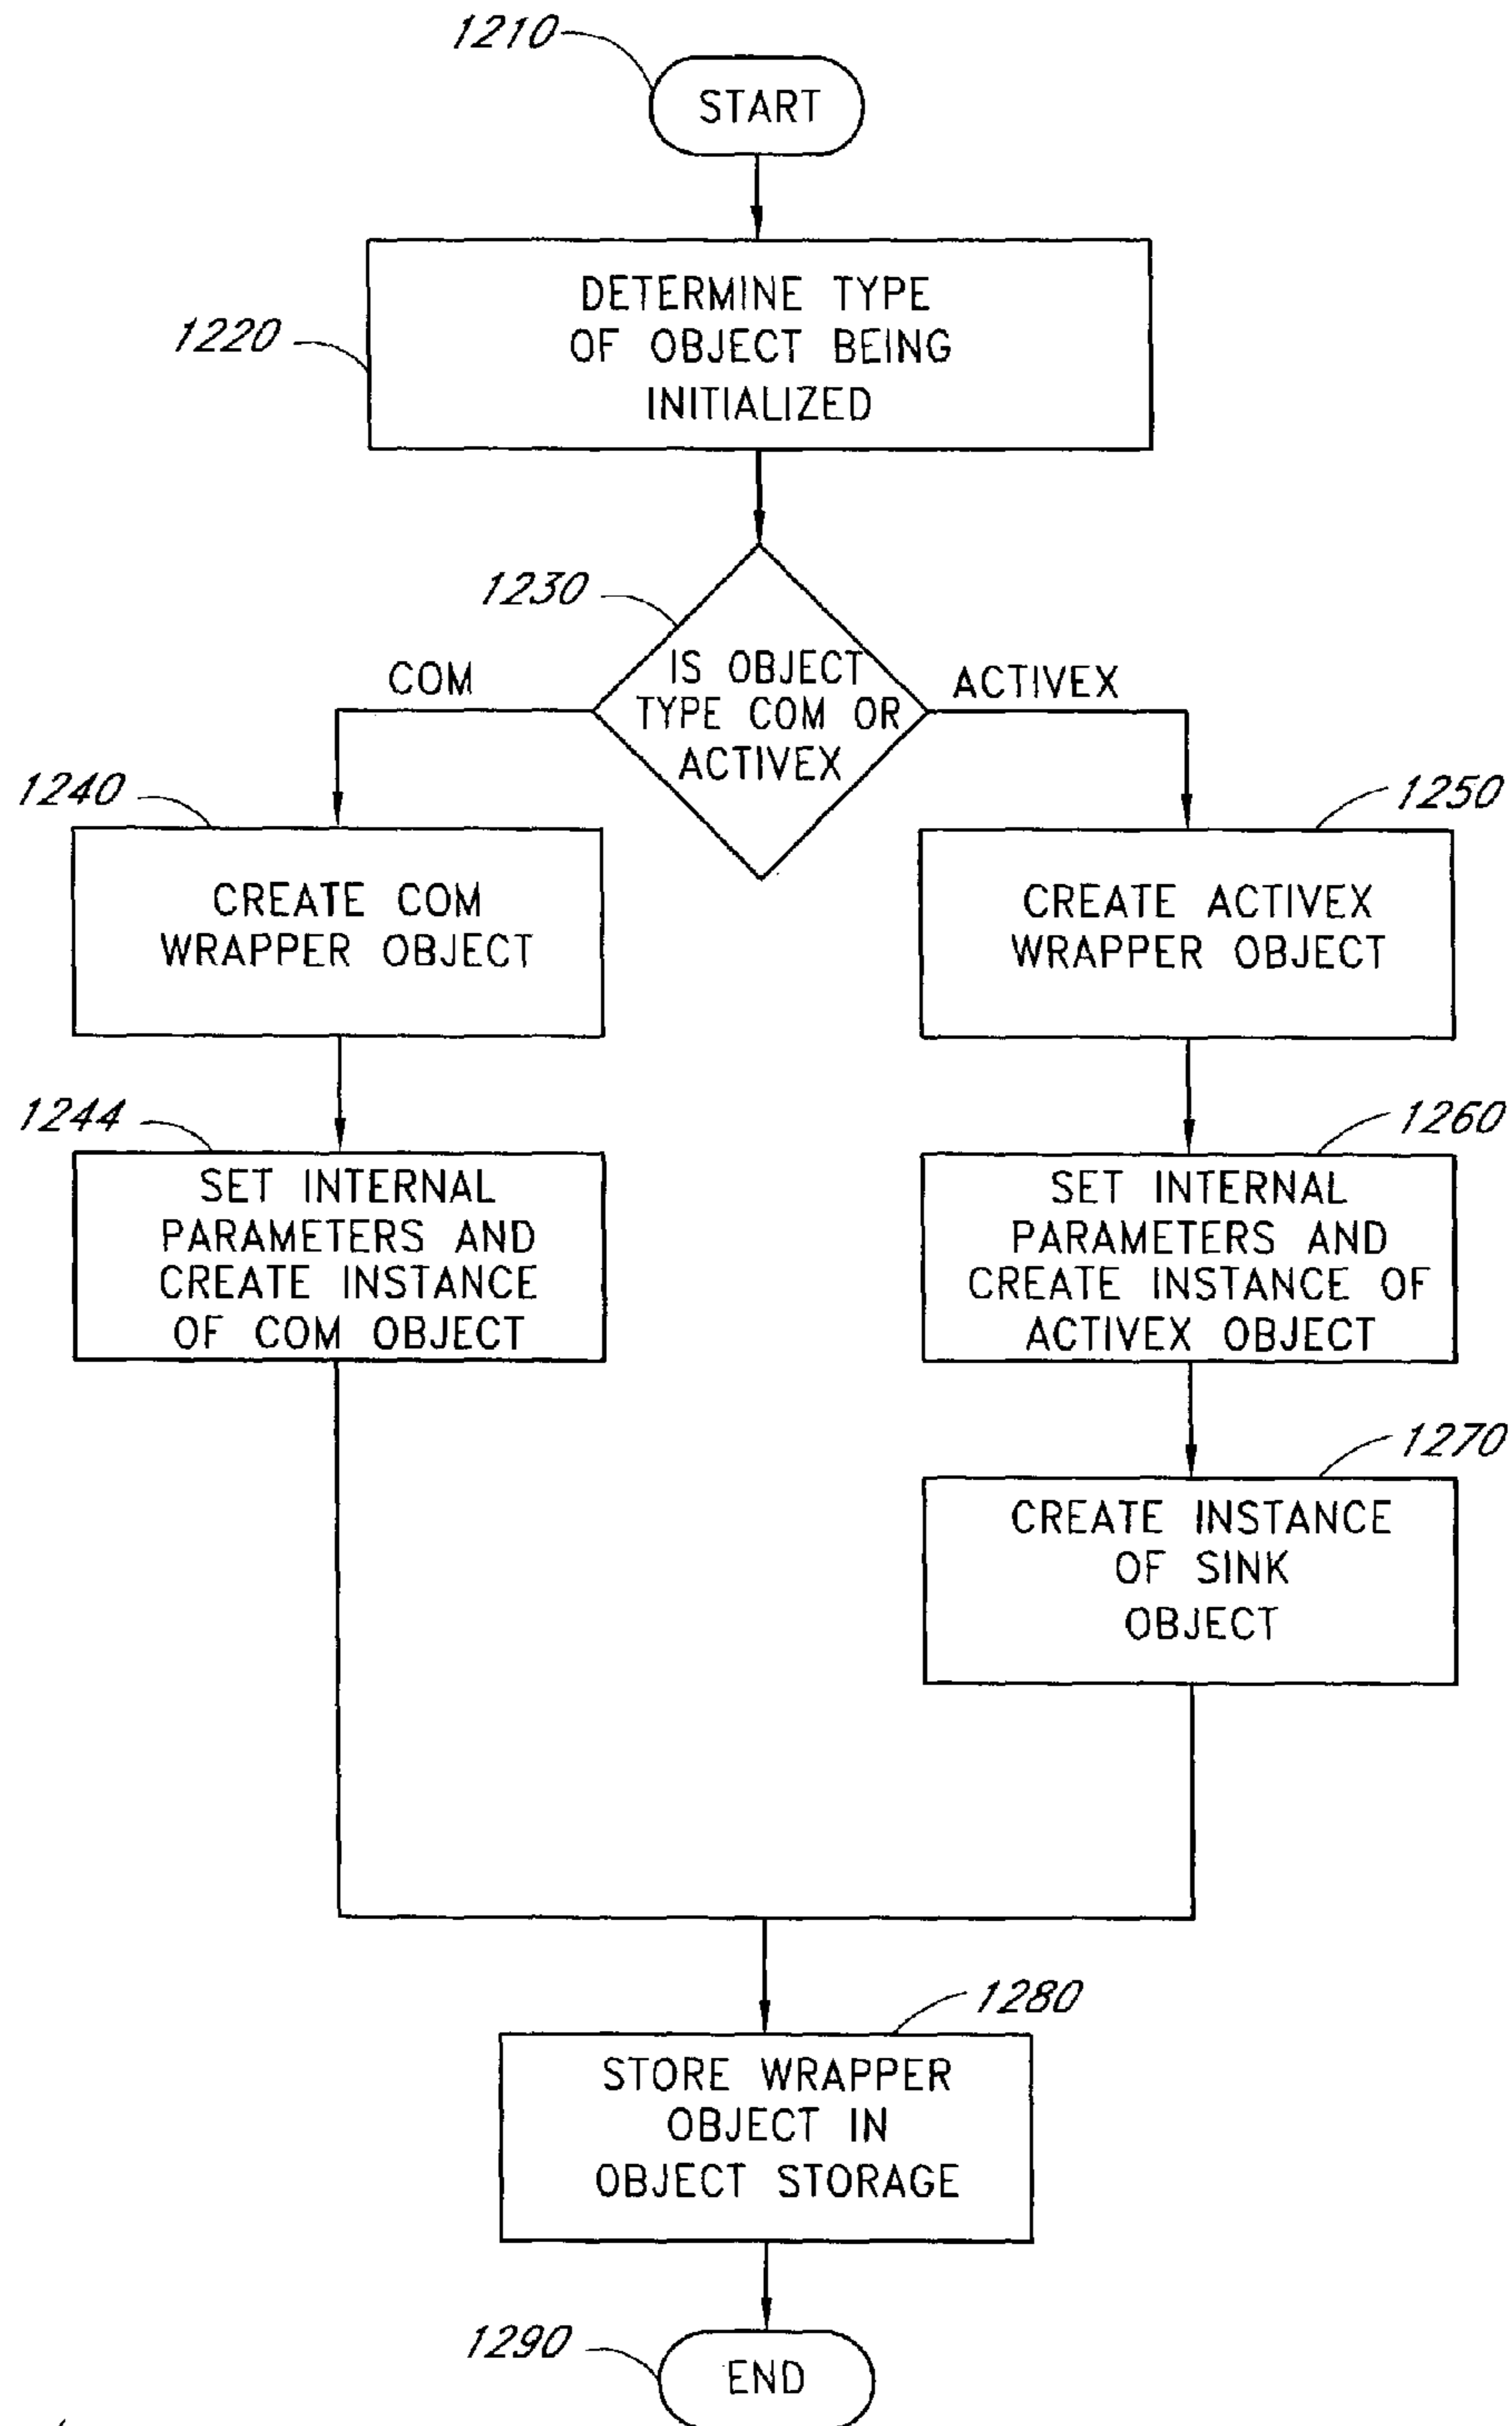 1210
START
1220
DETERMINE TYPE
OF OBJECT BEING
INITIALIZED
1230
IS OBJECT
TYPE COM OR
ACTIVEX
COM
ACTIVEX
1240
CREATE COM
WRAPPER OBJECT
1250
CREATE ACTIVEX
WRAPPER OBJECT
1244
SET INTERNAL
PARAMETERS AND
CREATE INSTANCE
OF COM OBJECT
1260
SET INTERNAL
PARAMETERS AND
CREATE INSTANCE OF
ACTIVEX OBJECT
1270
CREATE INSTANCE
OF SINK
OBJECT
1280
STORE WRAPPER
OBJECT IN
OBJECT STORAGE
1290
END